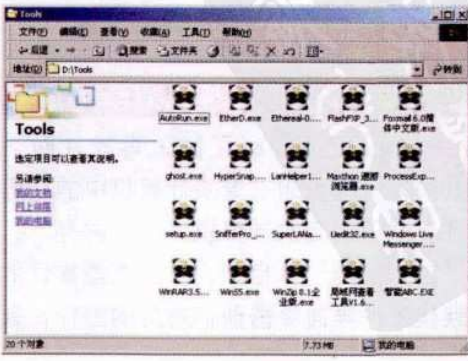 Tools
文件(F) 编辑(E) 查看(V) 收藏(A) 工具(T) 帮助(H)
后退 搜索 文件夹
地址(D) D:\Tools 转到
Tools
选定项目可以查看其说明。
另请参阅:
我的文档
网上邻居
我的电脑
AutoRun.exe EtherD.exe Ethereal-0.... FlashFXP_3... Foxmail 6.0简体中文版.exe
ghost.exe HyperSnap... LanHelper1... Maxthon 遨游浏览器.exe ProcessExp...
setup.exe SnifferPro_... SuperLANa... Uedit32.exe Windows Live Messenger....
WinRAR3.5... WinSS.exe WinZip 8.1企业版.exe 局域网查看工具V1.6... 智能ABC.EXE
20 个对象 7.73 MB 我的电脑